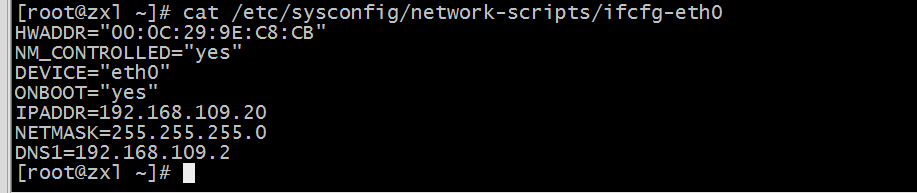 [root@zxl ~]# cat /etc/sysconfig/network-scripts/ifcfg-eth0
HWADDR="00:0C:29:9E:C8:CB"
NM_CONTROLLED="yes"
DEVICE="eth0"
ONBOOT="yes"
IPADDR=192.168.109.20
NETMASK=255.255.255.0
DNS1=192.168.109.2
[root@zxl ~]#